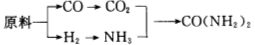 原料 → CO → CO₂ → CO(NH₂)₂
→ H₂ → NH₃